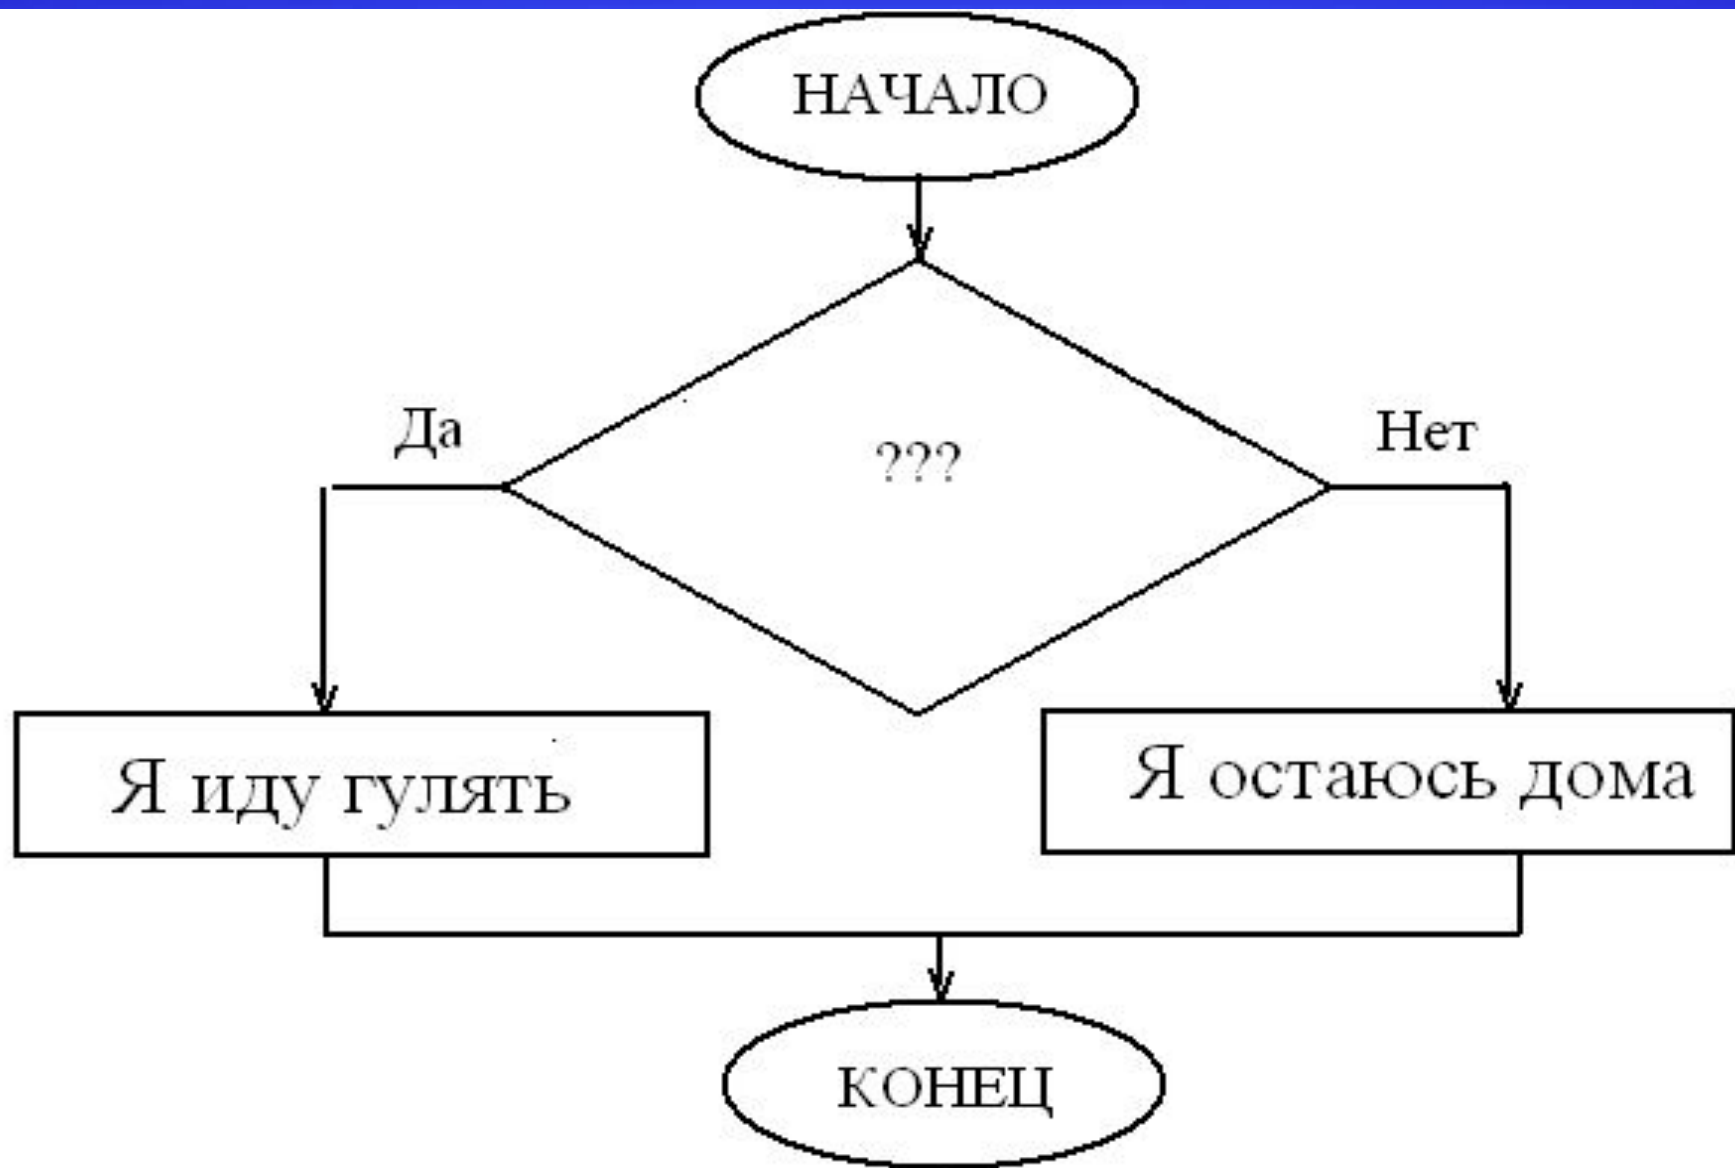 НАЧАЛО
Да
???
Нет
Я иду гулять
Я остаюсь дома
КОНЕЦ